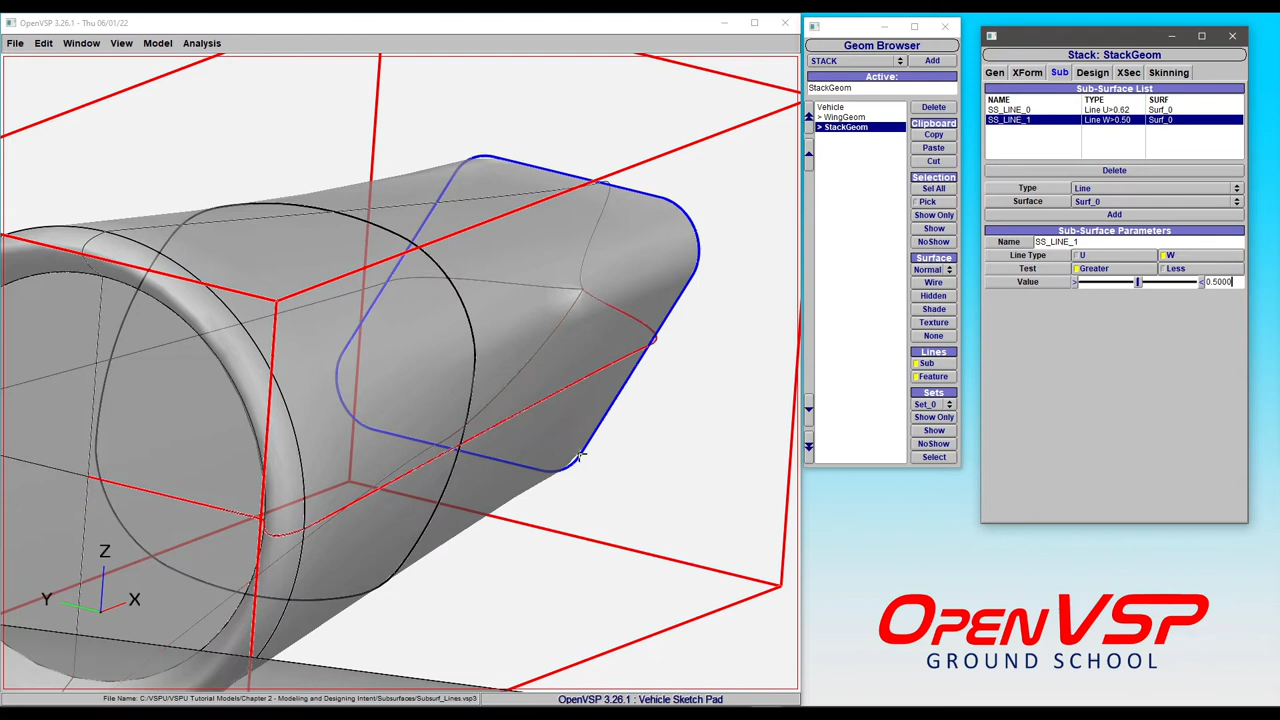 OpenVSP 3.26.1 - Thu 06/01/22
File Edit Window View Model Analysis
Z
Y
X
File Name: C:/VSPU/VSPU Tutorial Models/Chapter 2 - Modeling and Designing Intent/Subsurfaces/Subsurf_Lines.vsp3
OpenVSP 3.26.1 : Vehicle Sketch Pad
Geom Browser
STACK
Add
Active:
StackGeom
Vehicle
> WingGeom
> StackGeom
Delete
Clipboard
Copy
Paste
Cut
Selection
Sel All
Pick
Show Only
Show
NoShow
Surface
Normal
Wire
Hidden
Shade
Texture
None
Lines
Sub
Feature
Sets
Set_0
Show Only
Show
NoShow
Select
Stack: StackGeom
Gen XForm Sub Design XSec Skinning
Sub-Surface List
NAME TYPE SURF
SS_LINE_0 Line U>0.62 Surf_0
SS_LINE_1 Line W>0.50 Surf_0
Delete
Type Line
Surface Surf_0
Add
Sub-Surface Parameters
Name SS_LINE_1
Line Type U W
Test Greater Less
Value > < 0.5000
OPENVSP
GROUND SCHOOL